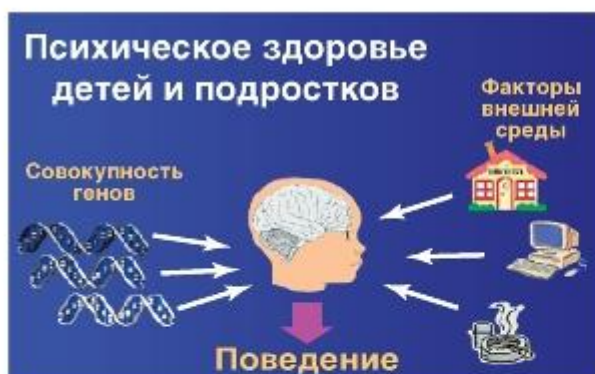 Психическое здоровье
детей и подростков
Факторы
внешней
среды
Совокупность
генов
Поведение